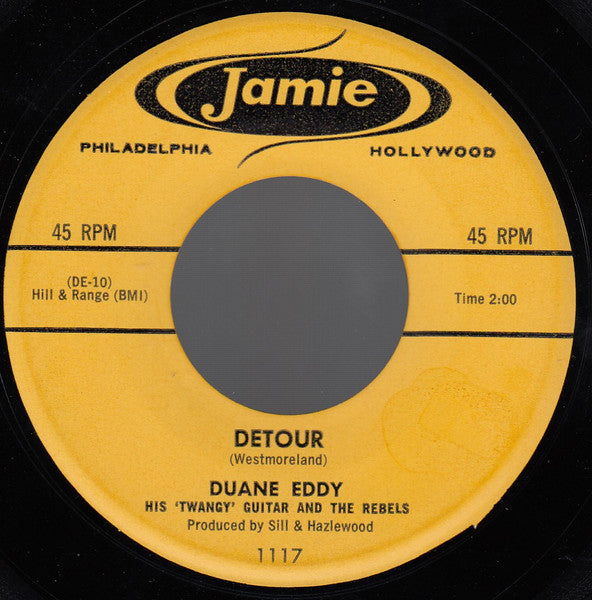 Jamie
PHILADELPHIA HOLLYWOOD
45 RPM 45 RPM
(DE-10)
Hill & Range (BMI) Time 2:00
DETOUR
(Westmoreland)
DUANE EDDY
HIS 'TWANGY' GUITAR AND THE REBELS
Produced by Sill & Hazlewood
1117